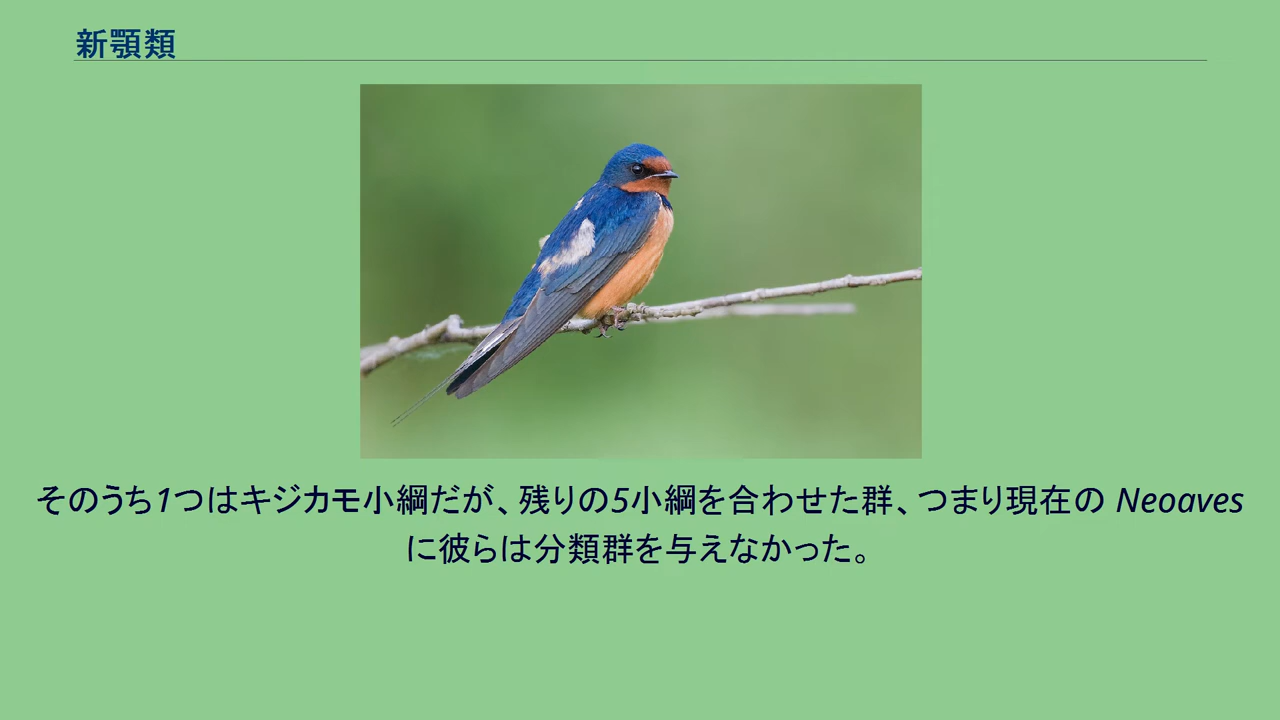 新顎類
そのうち1つはキジカモ小綱だが、残りの5小綱を合わせた群、つまり現在の Neoaves
に彼らは分類群を与えなかった。